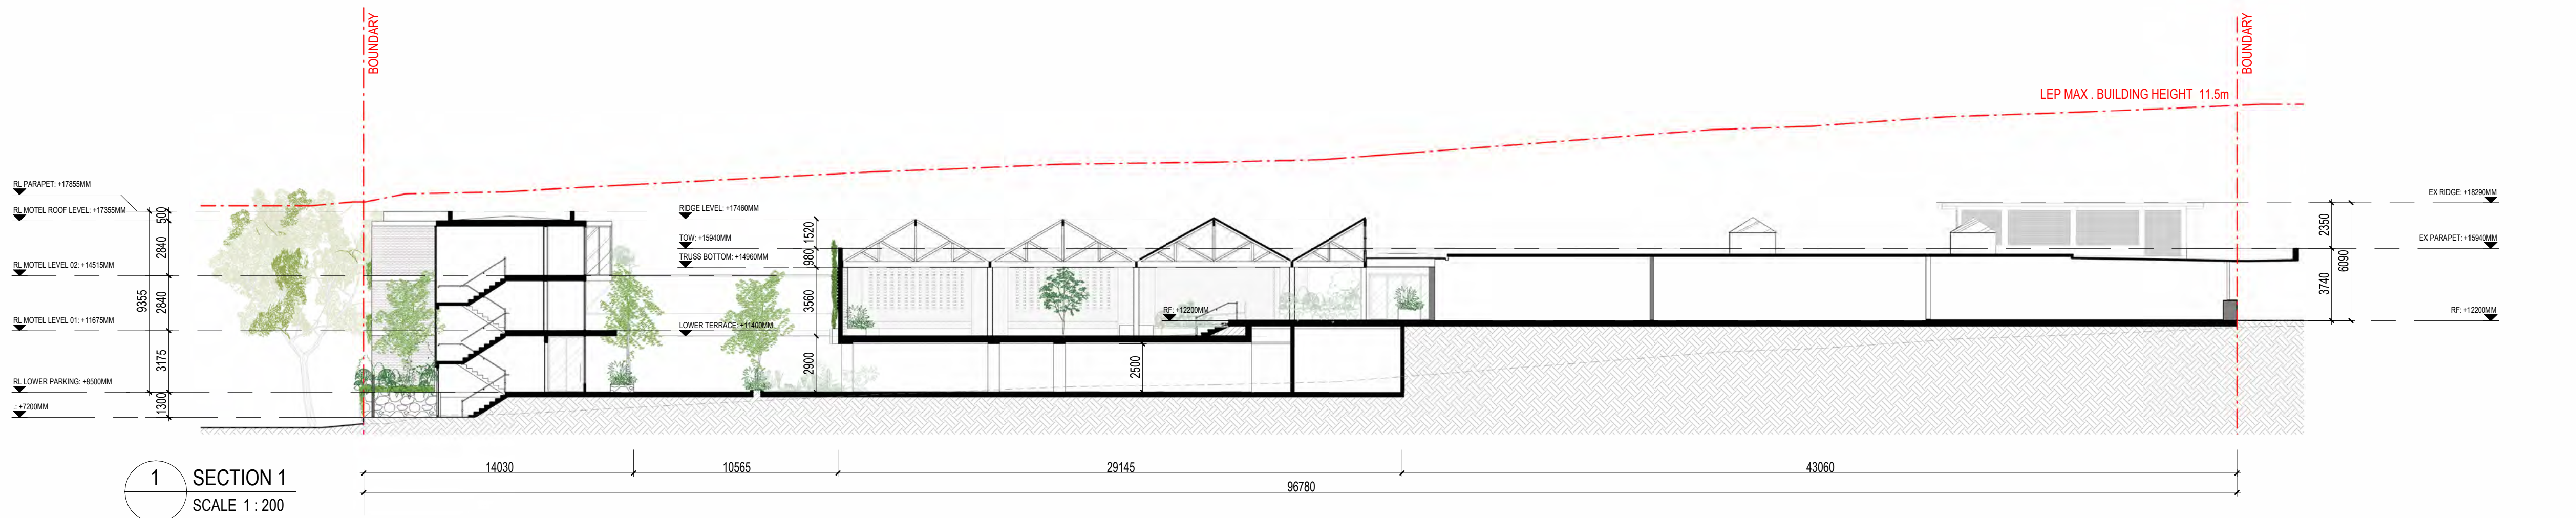 BOUNDARY
BOUNDARY
LEP MAX . BUILDING HEIGHT 11.5m
RL PARAPET: +17855MM
RL MOTEL ROOF LEVEL: +17355MM
RL MOTEL LEVEL 02: +14515MM
RL MOTEL LEVEL 01: +11675MM
RL LOWER PARKING: +8500MM
+7200MM
500
2840
2840
3175
1300
9355
RIDGE LEVEL: +17460MM
TOW: +15940MM
TRUSS BOTTOM: +14960MM
LOWER TERRACE: +11400MM
1520
980
3560
2900
2500
RF: +12200MM
EX RIDGE: +18290MM
EX PARAPET: +15940MM
RF: +12200MM
2350
3740
6090
14030
10565
29145
43060
96780
1
SECTION 1
SCALE 1 : 200